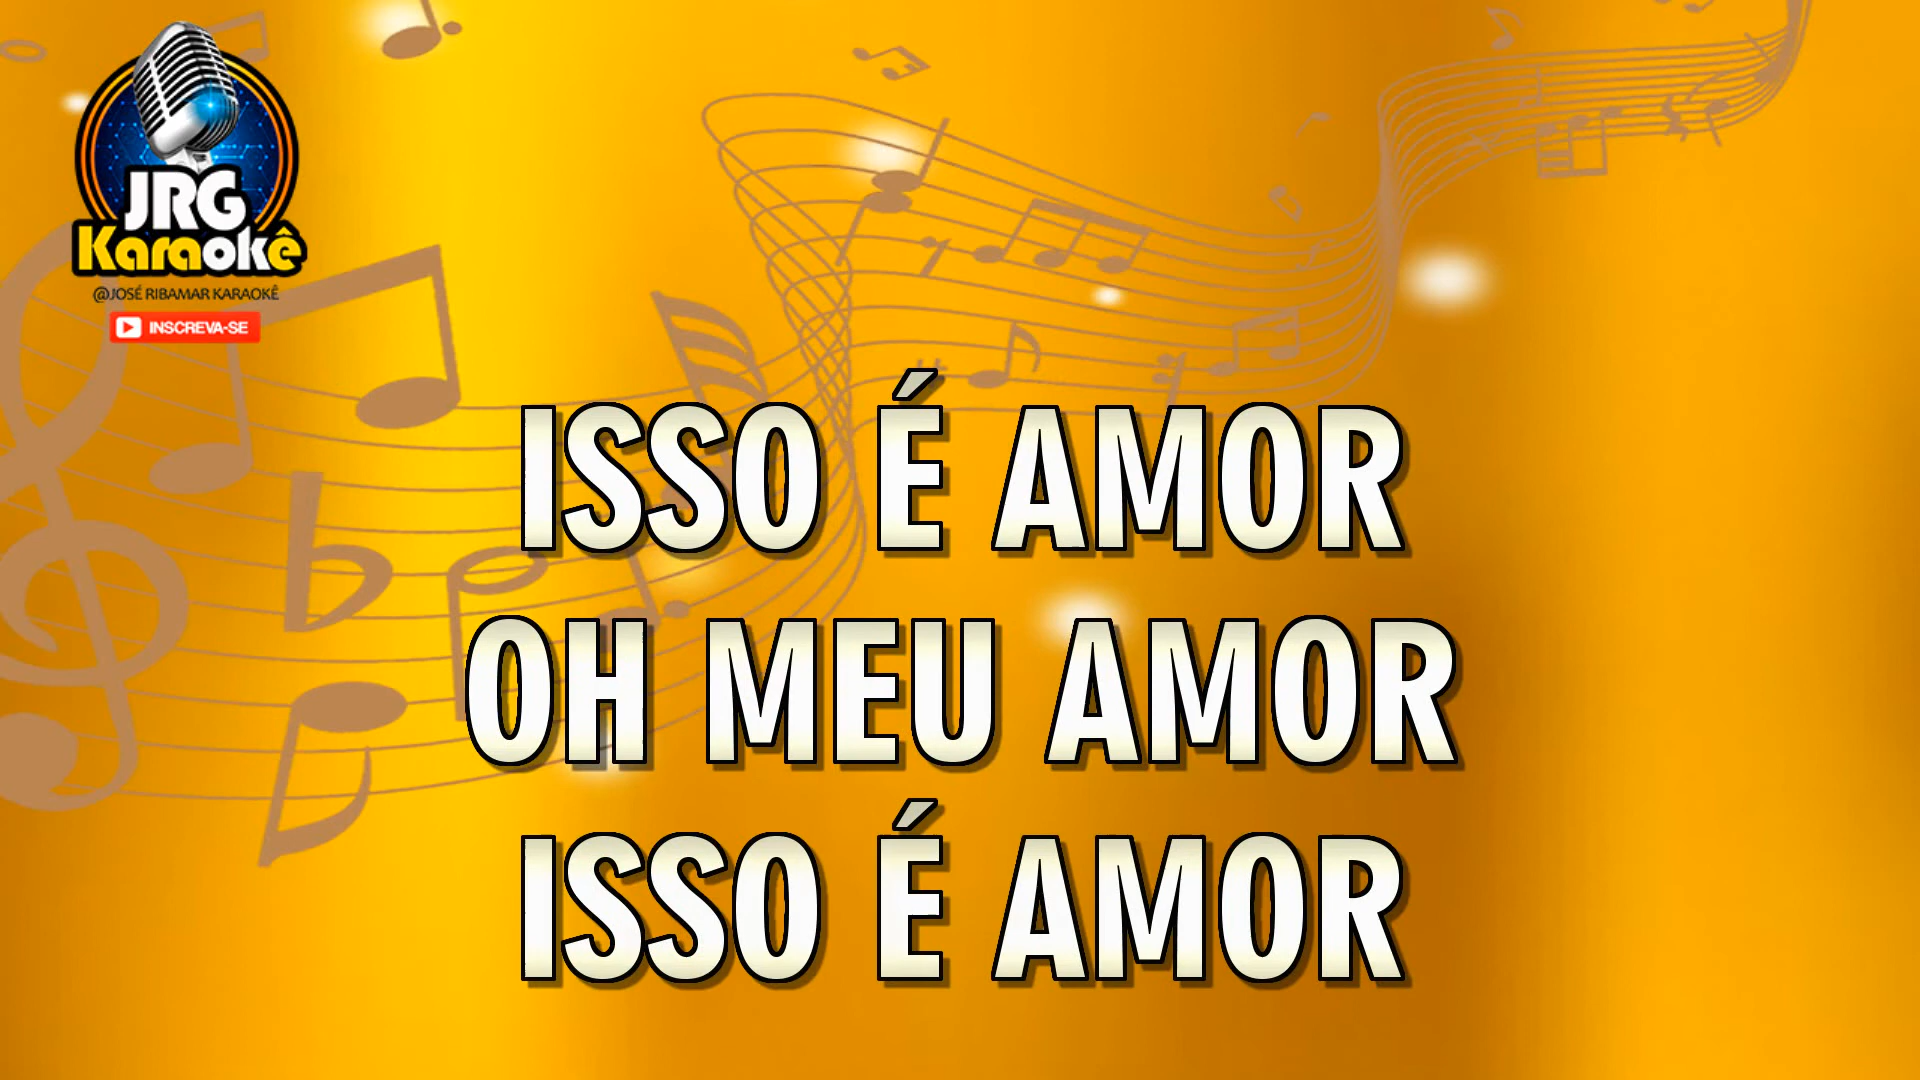 JRG
Karaokê
@JOSÉ RIBAMAR KARAOKÊ
INSCREVA-SE
ISSO É AMOR
OH MEU AMOR
ISSO É AMOR